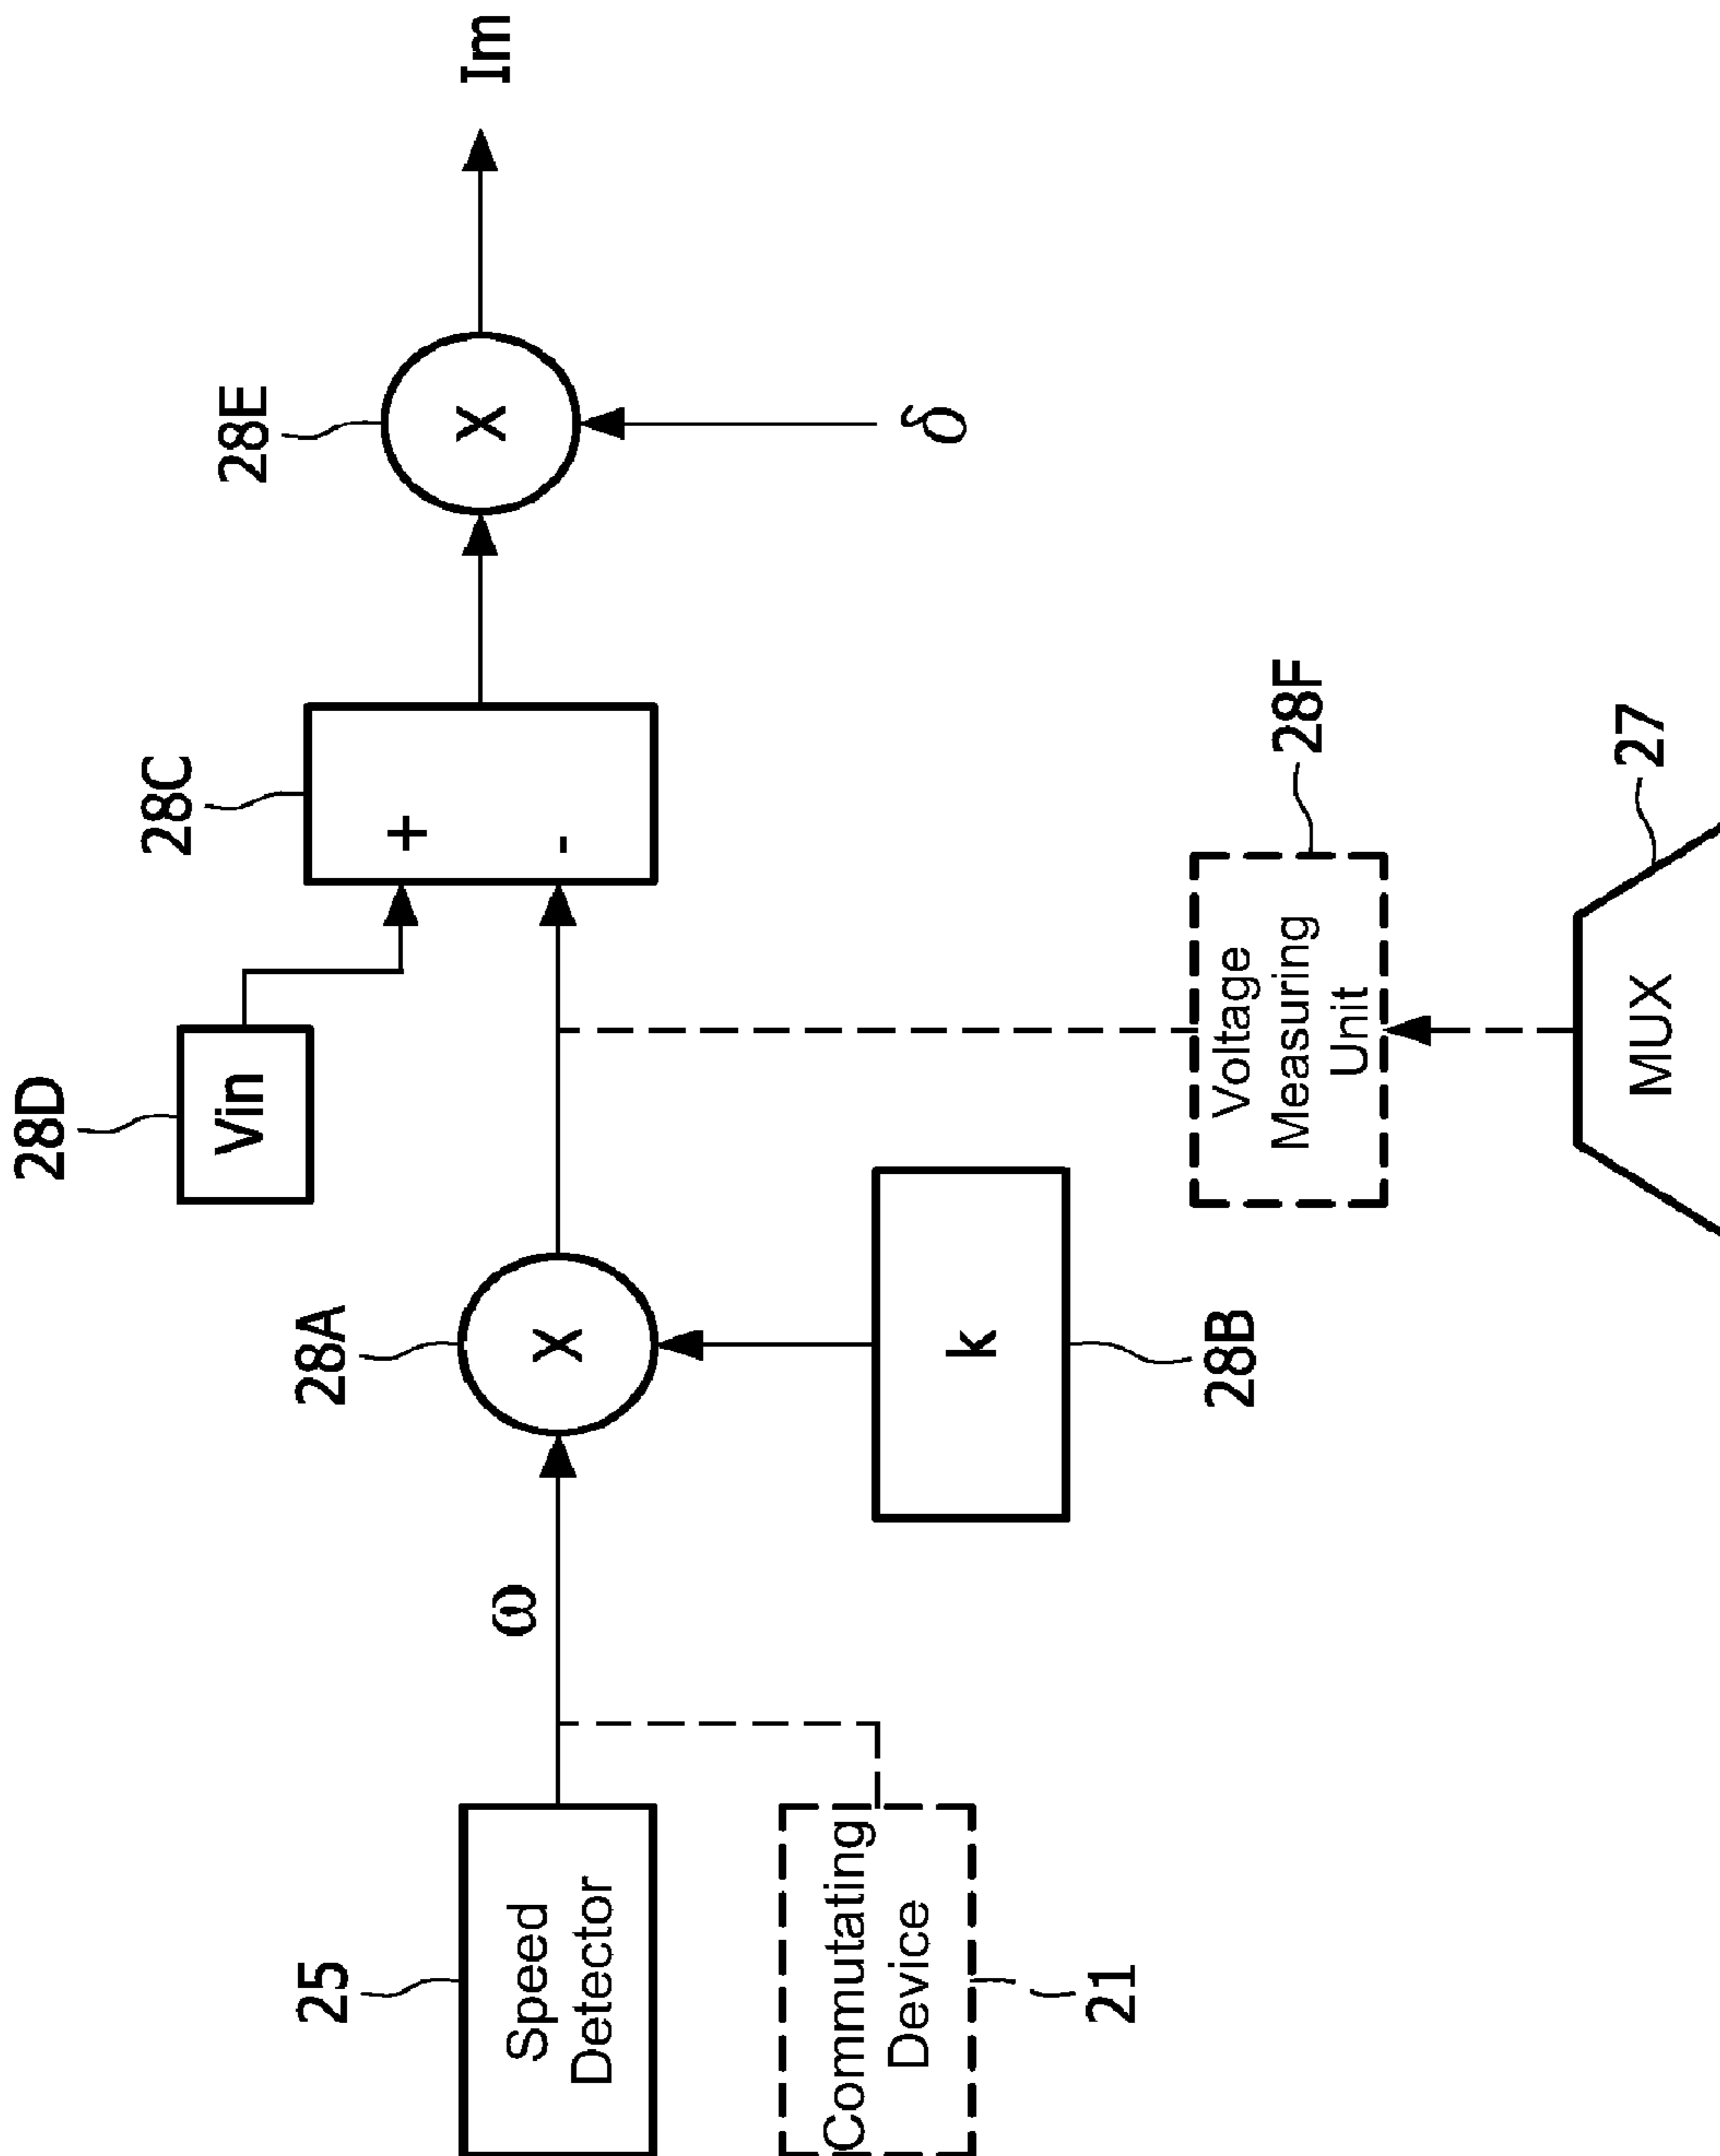 28D
Vin
28C
+
-
28E
x
Im
δ
25
Speed
Detector
ω
28A
x
k
28B
Commutating
Device
21
Voltage
Measuring
Unit
28F
MUX
27